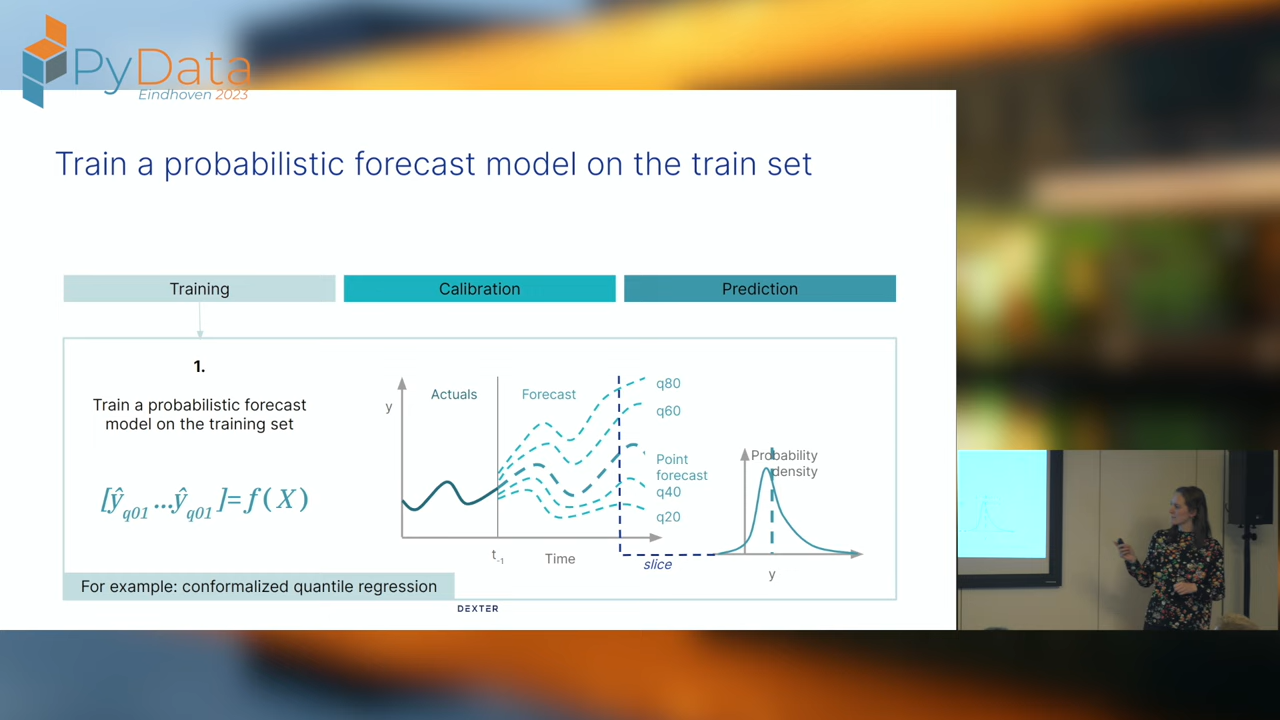 PyData
Eindhoven 2023
Train a probabilistic forecast model on the train set
Training
Calibration
Prediction
1.
Train a probabilistic forecast
model on the training set
[ŷq01 ...ŷq01 ]=f(X)
For example: conformalized quantile regression
y
Actuals
Forecast
q80
q60
Point
forecast
q40
q20
t-1
Time
slice
Probability
density
y
DEXTER